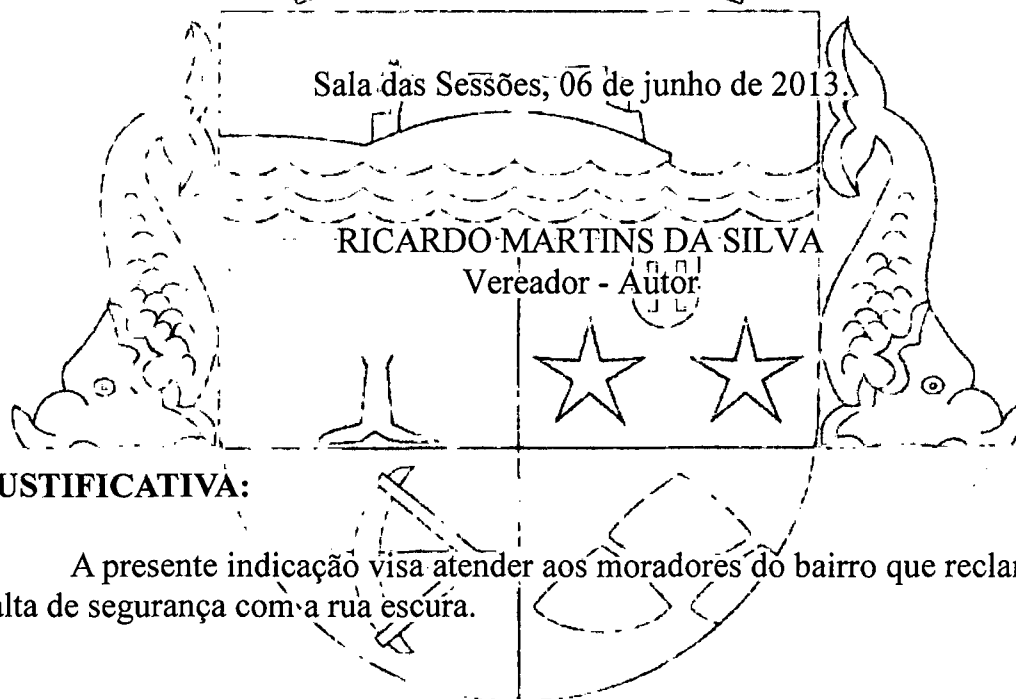 Sala das Sessões, 06 de junho de 2013.
RICARDO MARTINS DA SILVA
Vereador - Autor
USTIFICATIVA:
A presente indicação visa atender aos moradores do bairro que reclar
alta de segurança com a rua escura.